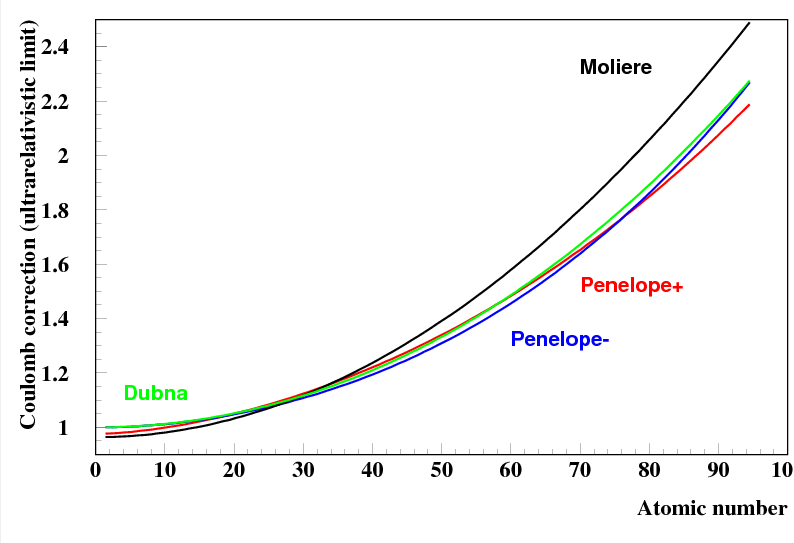 Coulomb correction (ultrarelativistic limit)
2.4
2.2
2
1.8
1.6
1.4
1.2
1
Moliere
Penelope+
Penelope-
Dubna
0 10 20 30 40 50 60 70 80 90 10
Atomic number